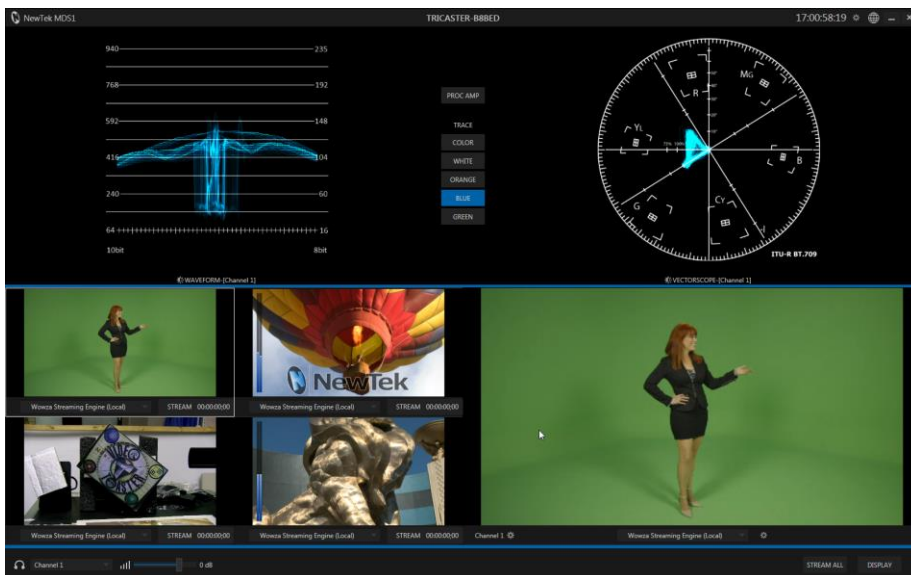 NewTek MDS1
TRICASTER-B8BED
17:00:58:19
940
235
768
192
592
148
416
104
240
60
64
16
10bit
8bit
WAVEFORM-[Channel 1]
PROC AMP
TRACE
COLOR
WHITE
ORANGE
BLUE
GREEN
R
MG
YL
B
G
CY
I
ITU-R BT.709
VECTORSCOPE-[Channel 1]
NewTek
Wowza Streaming Engine (Local)
STREAM 00:00:00;00
Wowza Streaming Engine (Local)
STREAM 00:00:00;00
VIDEO
TOASTER
Wowza Streaming Engine (Local)
STREAM 00:00:00;00
Wowza Streaming Engine (Local)
STREAM 00:00:00;00
Channel 1
Wowza Streaming Engine (Local)
Channel 1
0 dB
STREAM ALL
DISPLAY